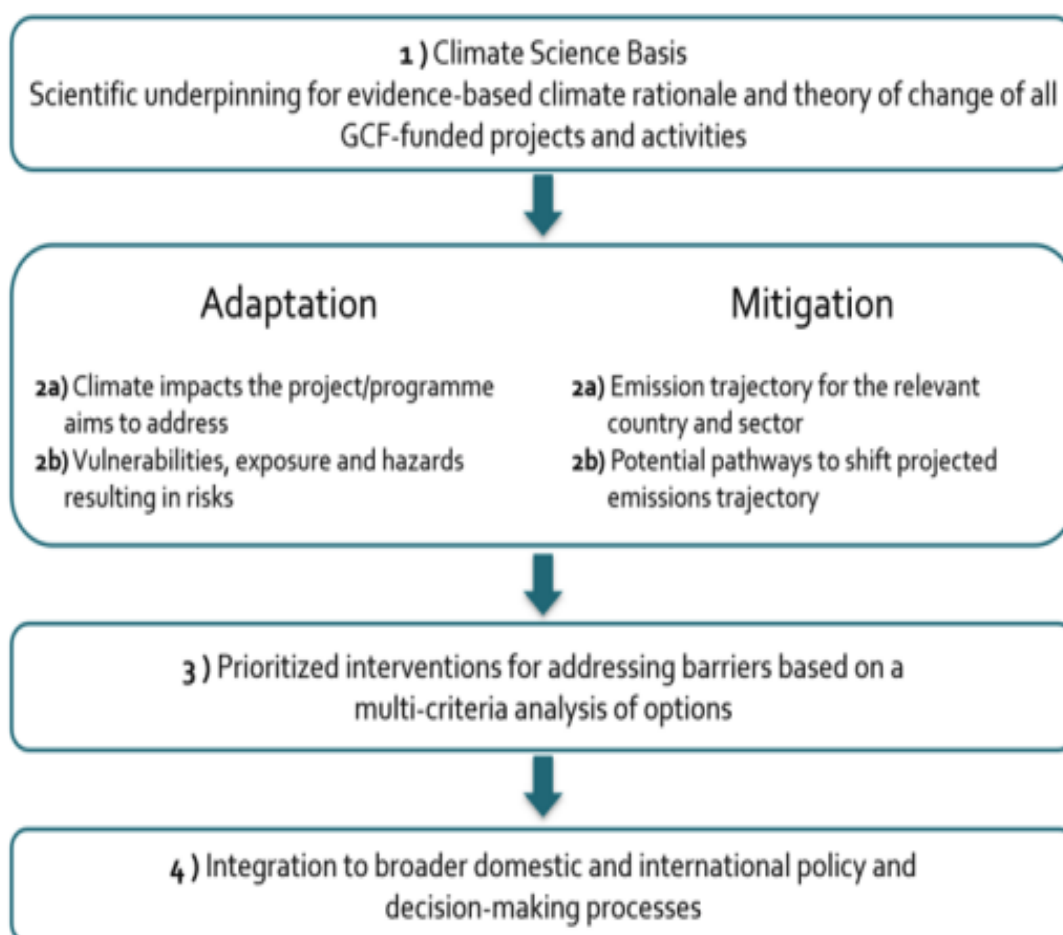 1 ) Climate Science Basis
Scientific underpinning for evidence-based climate rationale and theory of change of all
GCF-funded projects and activities
Adaptation
2a) Climate impacts the project/programme
aims to address
2b) Vulnerabilities, exposure and hazards
resulting in risks
Mitigation
2a) Emission trajectory for the relevant
country and sector
2b) Potential pathways to shift projected
emissions trajectory
3 ) Prioritized interventions for addressing barriers based on a
multi-criteria analysis of options
4 ) Integration to broader domestic and international policy and
decision-making processes